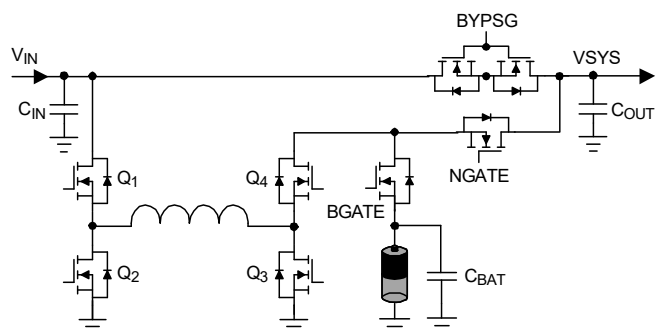 BYPSG
VIN
VSYS
CIN
COUT
NGATE
Q1
Q4
BGATE
Q2
Q3
CBAT